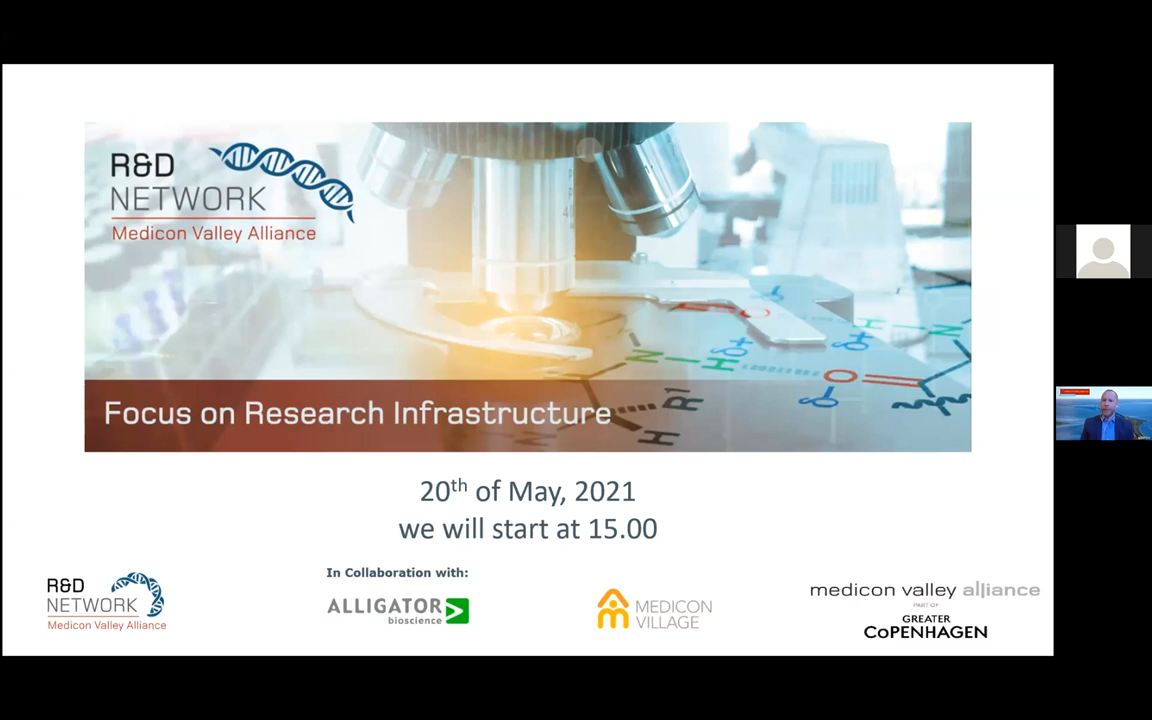 R&D
NETWORK
Medicon Valley Alliance
N
H
δ+
O
δ-
H
δ+
N
R1
H
N
Focus on Research Infrastructure
20th of May, 2021
we will start at 15.00
R&D
NETWORK
Medicon Valley Alliance
In Collaboration with:
ALLIGATOR
bioscience
MEDICON
VILLAGE
medicon valley alliance
PART OF
GREATER
COPENHAGEN